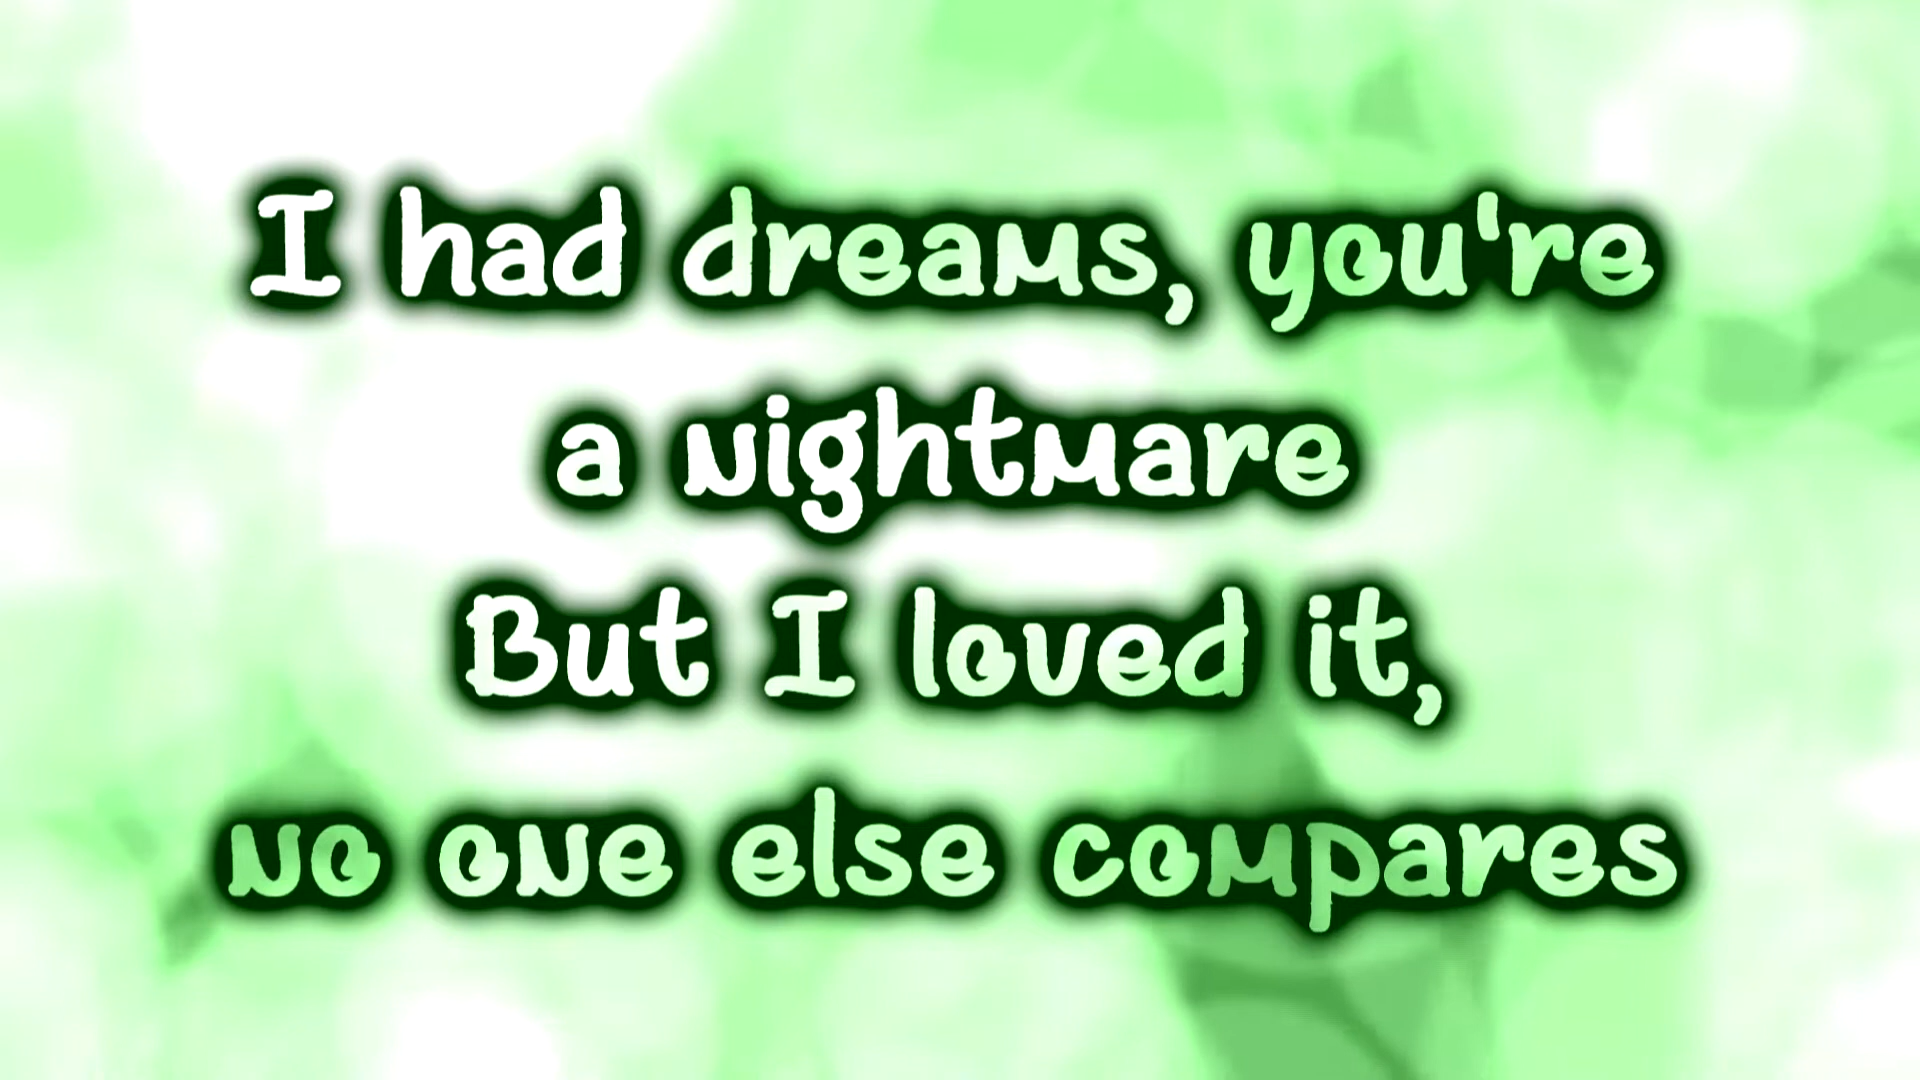 I had dreams, you're
a nightmare
But I loved it,
no one else compares